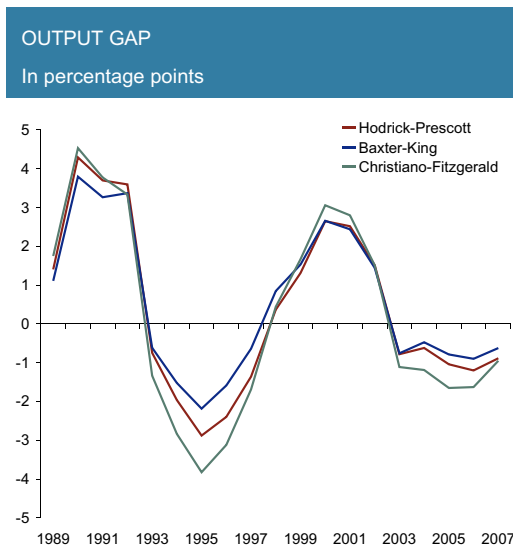 OUTPUT GAP
In percentage points
Hodrick-Prescott
Baxter-King
Christiano-Fitzgerald
5
4
3
2
1
0
-1
-2
-3
-4
-5
1989 1991 1993 1995 1997 1999 2001 2003 2005 2007